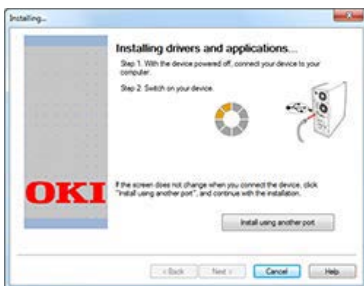 Installing...
Installing drivers and applications...
Step 1. With the device powered off, connect your device to your
computer.
Step 2. Switch on your device.
OKI
If the screen does not change when you connect the device, click
"Install using another port", and continue with the installation.
Install using another port
< Back
Next >
Cancel
Help